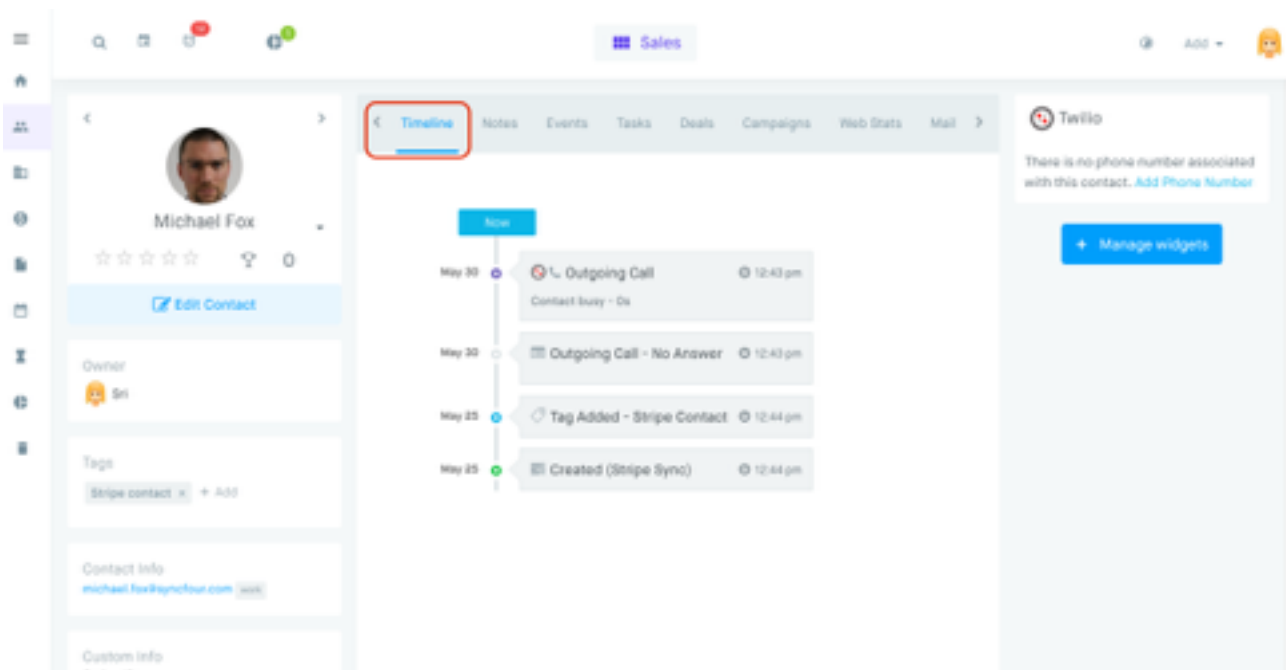 Sales
Add
Timeline
Notes
Events
Tasks
Deals
Campaigns
Web Stats
Mail
Michael Fox
0
Edit Contact
Owner
Sri
Tags
Stripe contact × + Add
Contact Info
michael.fox@syncfour.com work
Custom Info
Now
May 30
Outgoing Call 12:43 pm
Contact busy - 0s
May 30
Outgoing Call - No Answer 12:43 pm
May 25
Tag Added - Stripe Contact 12:44 pm
May 25
Created (Stripe Sync) 12:44 pm
Twilio
There is no phone number associated
with this contact. Add Phone Number
+ Manage widgets